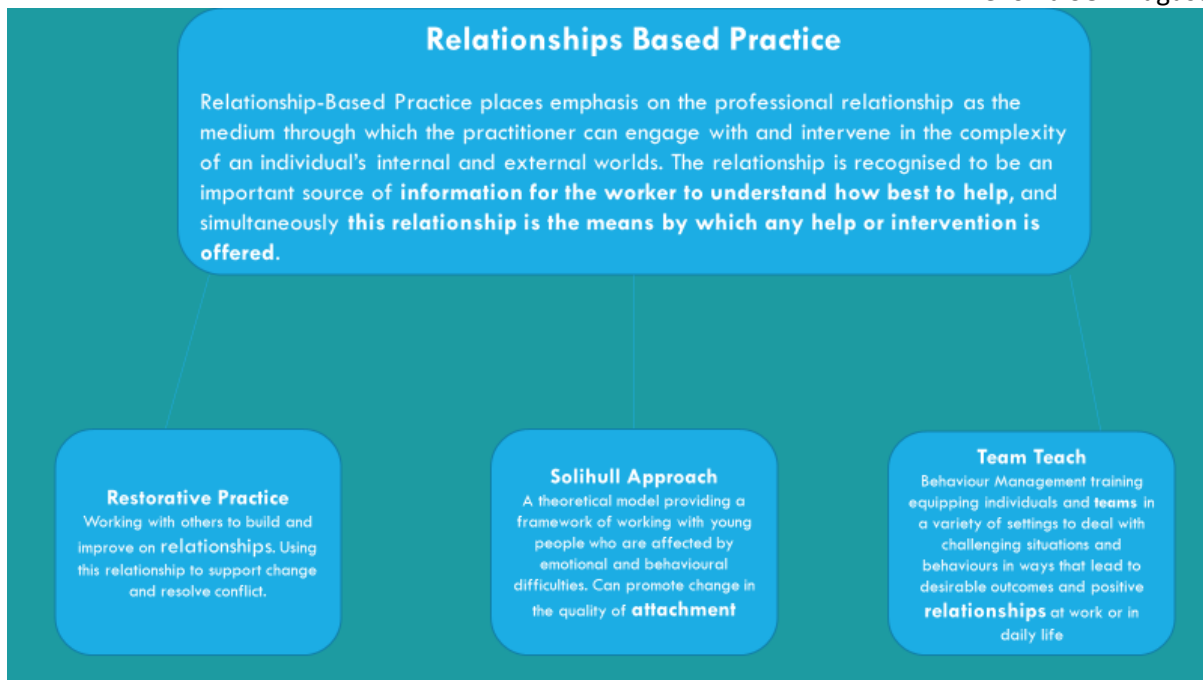 Relationships Based Practice
Relationship-Based Practice places emphasis on the professional relationship as the
medium through which the practitioner can engage with and intervene in the complexity
of an individual's internal and external worlds. The relationship is recognised to be an
important source of information for the worker to understand how best to help, and
simultaneously this relationship is the means by which any help or intervention is
offered.
Restorative Practice
Working with others to build and
improve on relationships. Using
this relationship to support change
and resolve conflict.
Solihull Approach
A theoretical model providing a
framework of working with young
people who are affected by
emotional and behavioural
difficulties. Can promote change in
the quality of attachment
Team Teach
Behaviour Management training
equipping individuals and teams in
a variety of settings to deal with
challenging situations and
behaviours in ways that lead to
desirable outcomes and positive
relationships at work or in
daily life